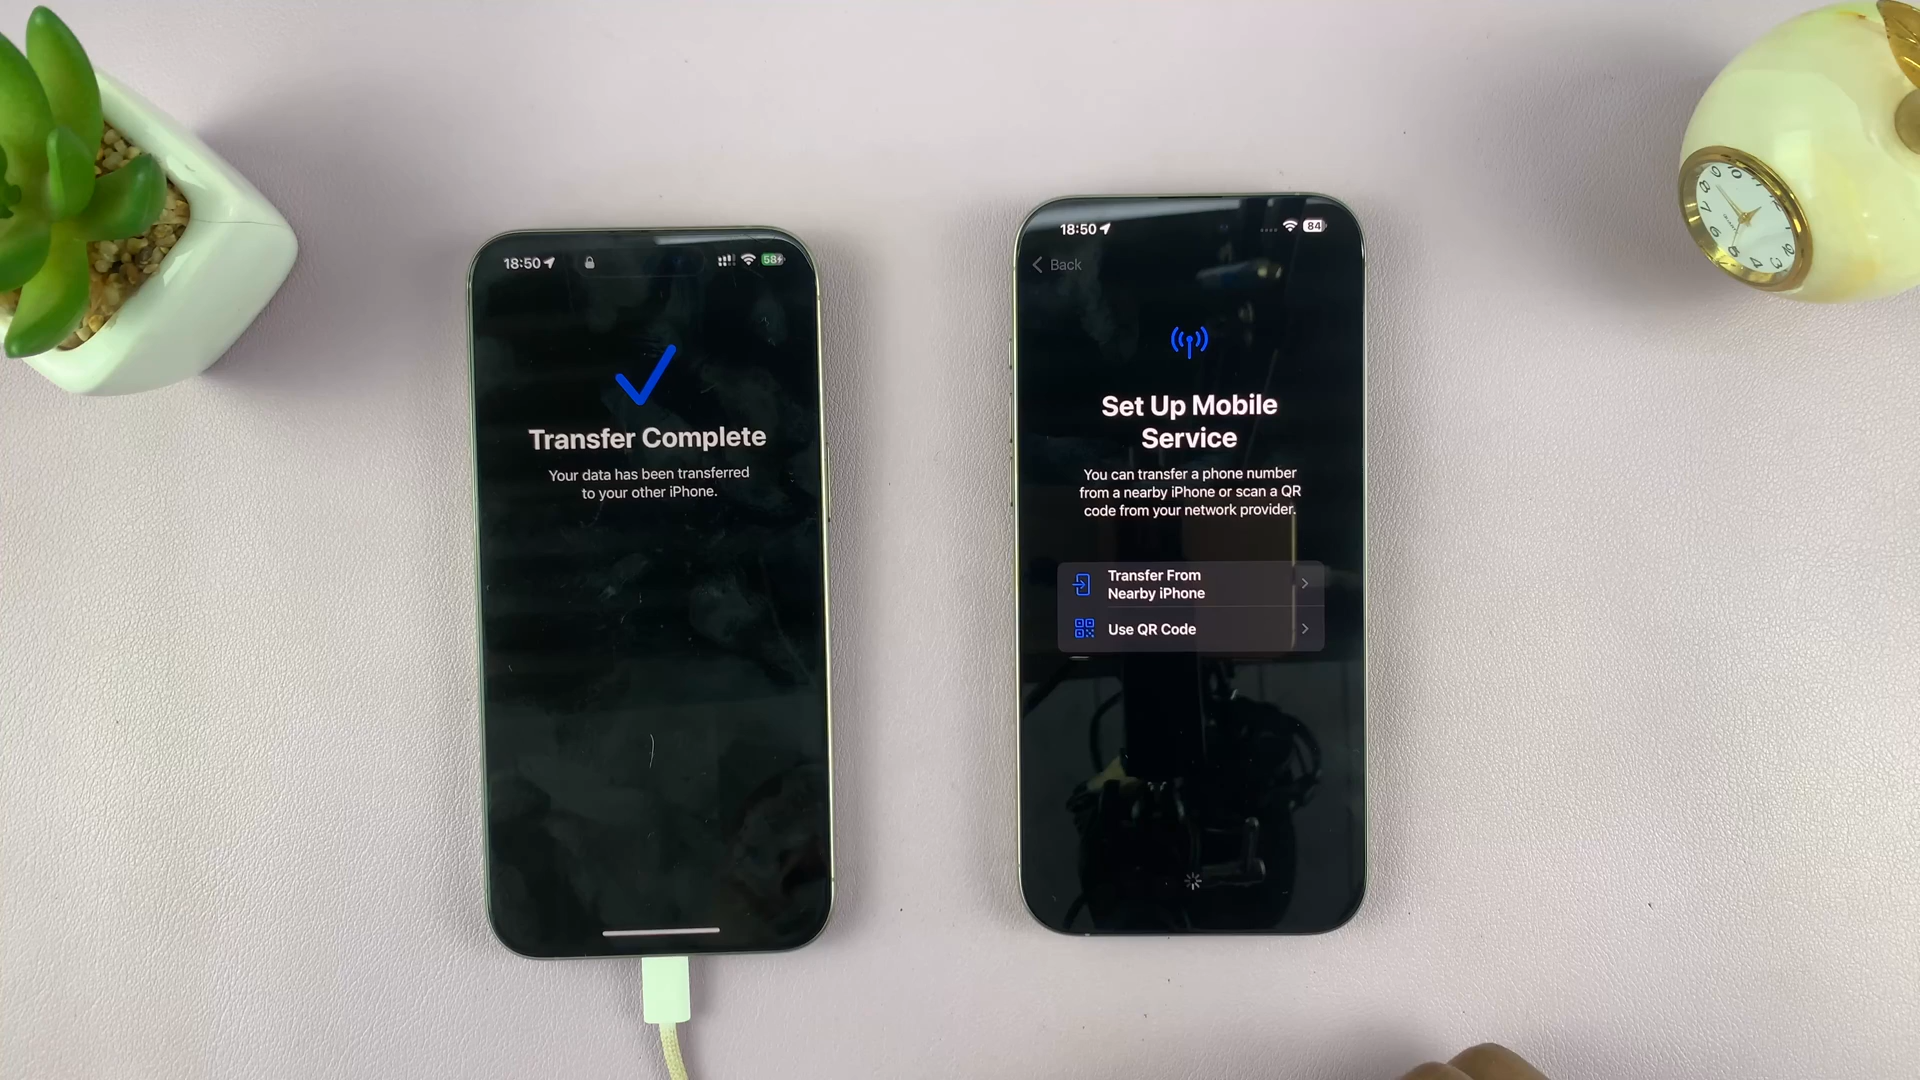 18:50
58
Transfer Complete
Your data has been transferred
to your other iPhone.
18:50
84
Back
Set Up Mobile
Service
You can transfer a phone number
from a nearby iPhone or scan a QR
code from your network provider.
Transfer From
Nearby iPhone
Use QR Code